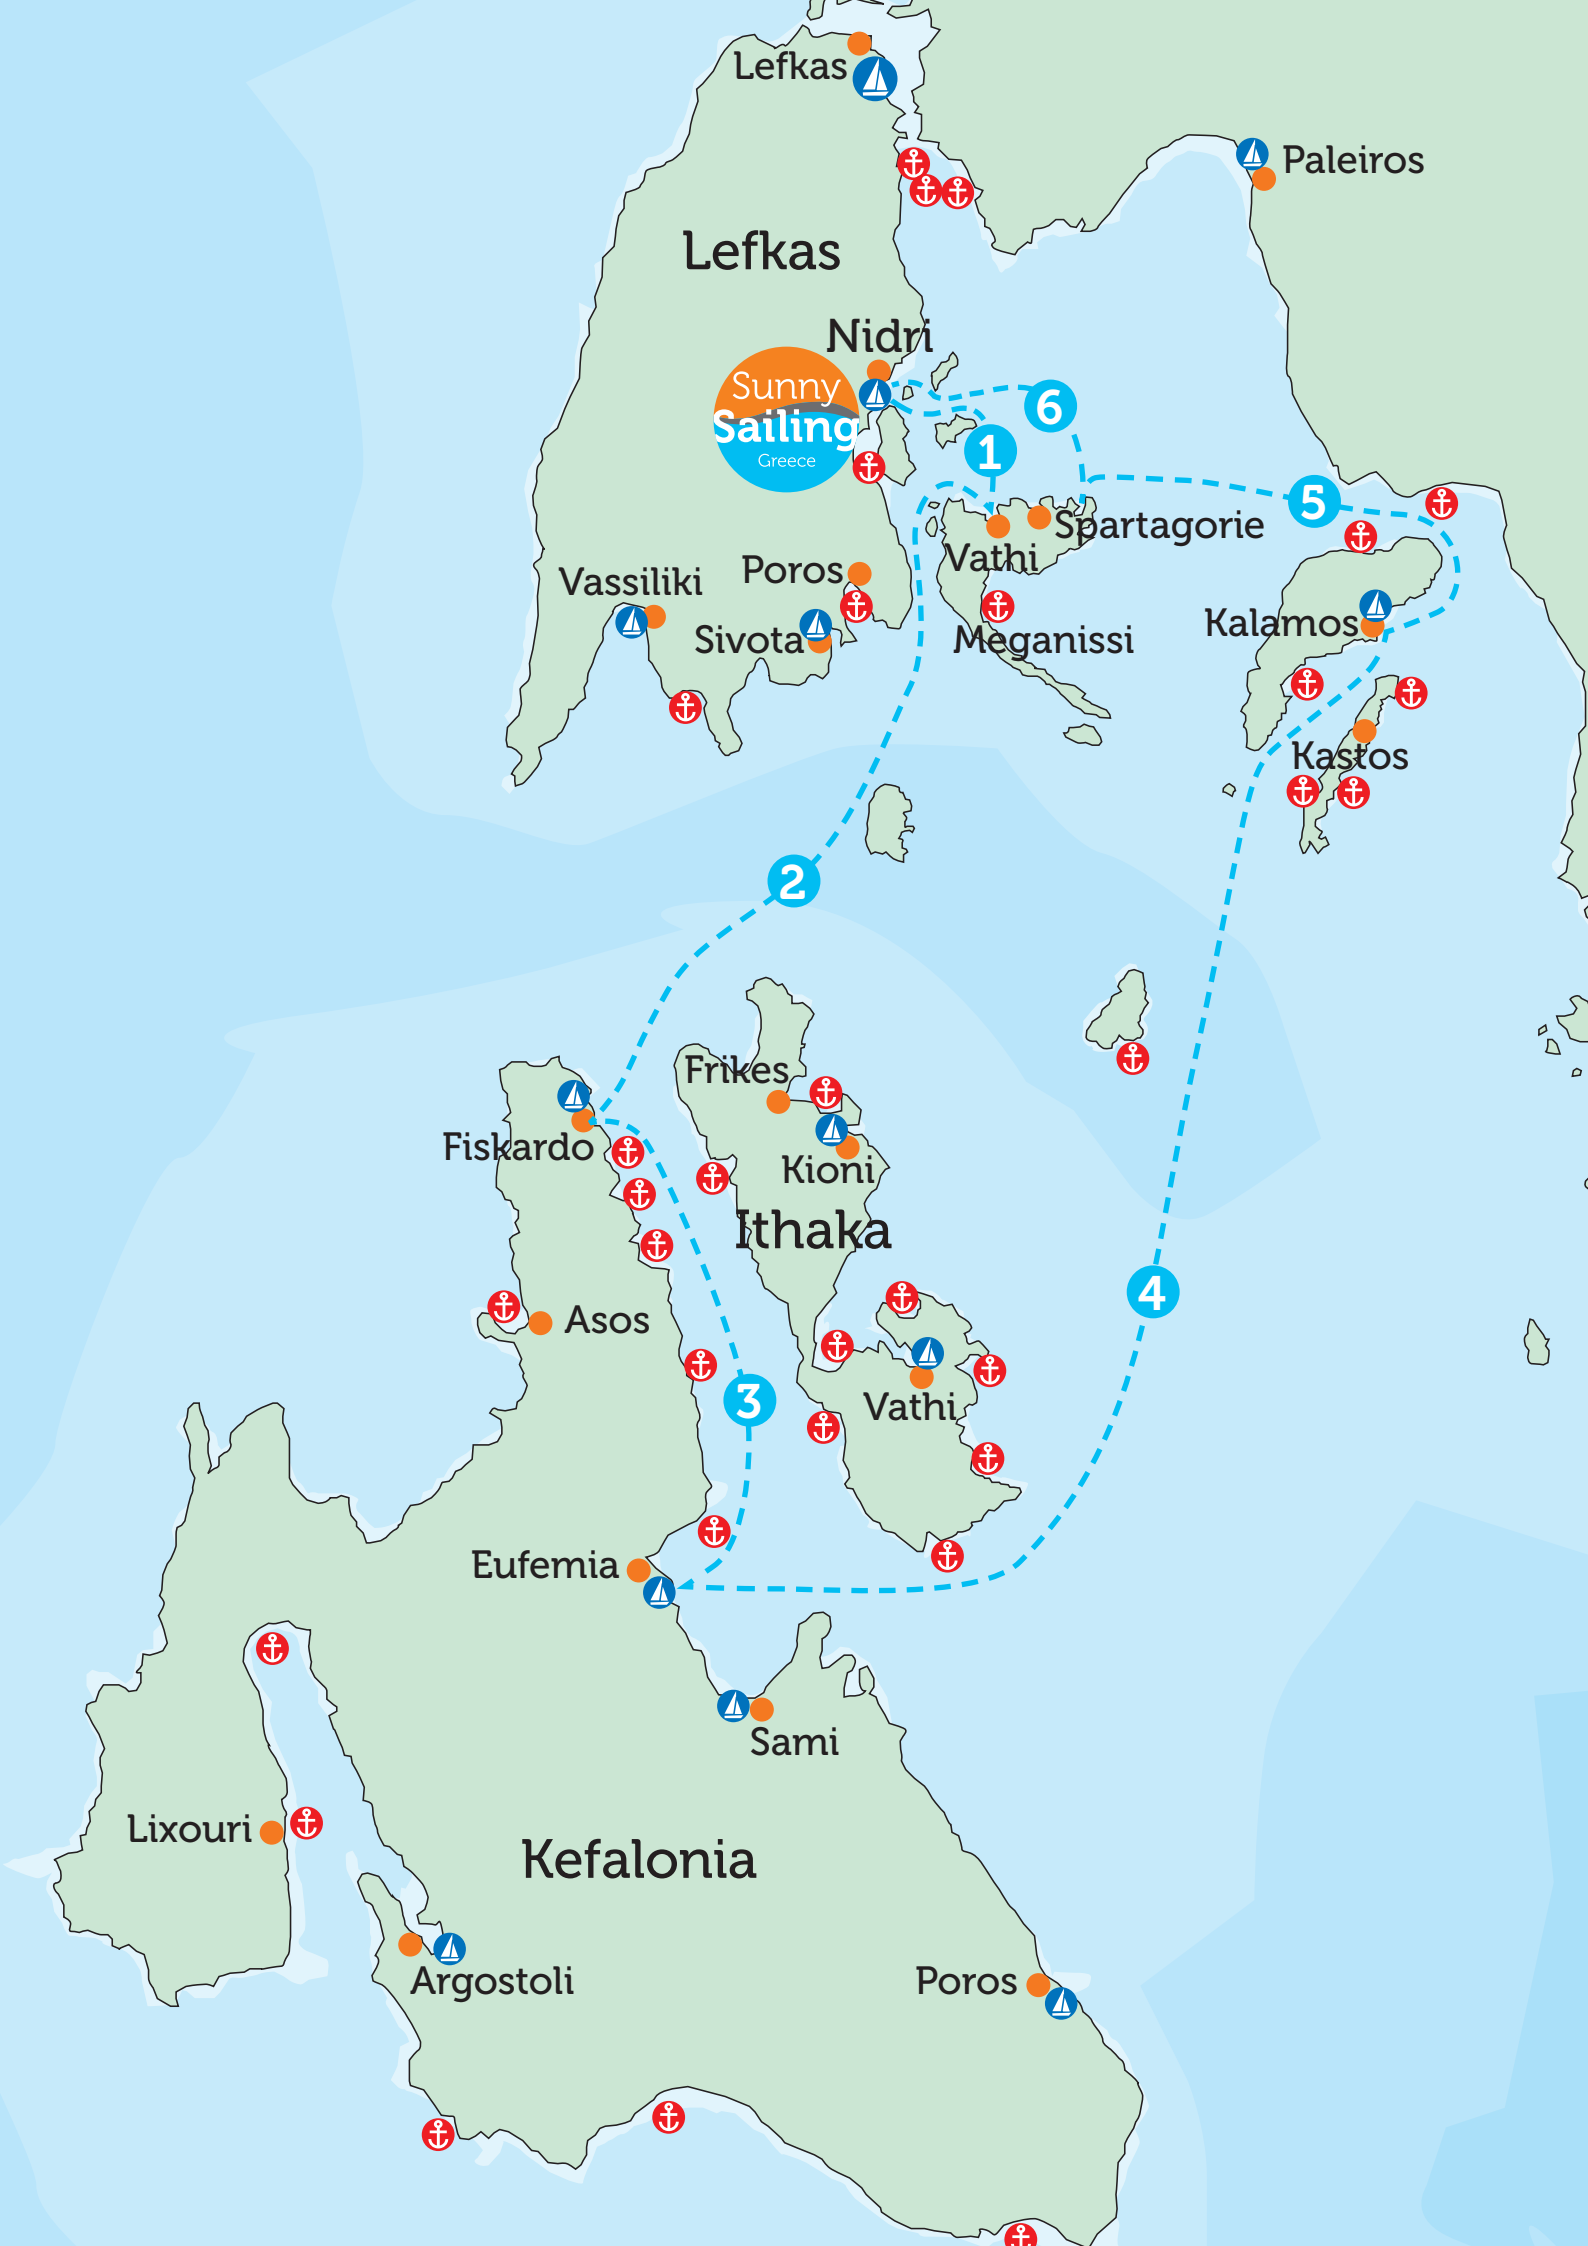 Lefkas
Paleiros
Lefkas
Nidri
Sunny
Sailing
Greece
6
1
5
Spartagorie
Vathi
Poros
Vassiliki
Kalamos
Sivota
Meganissi
Kastos
2
Frikes
Fiskardo
Kioni
Ithaka
4
Asos
3
Vathi
Eufemia
Sami
Lixouri
Kefalonia
Argostoli
Poros